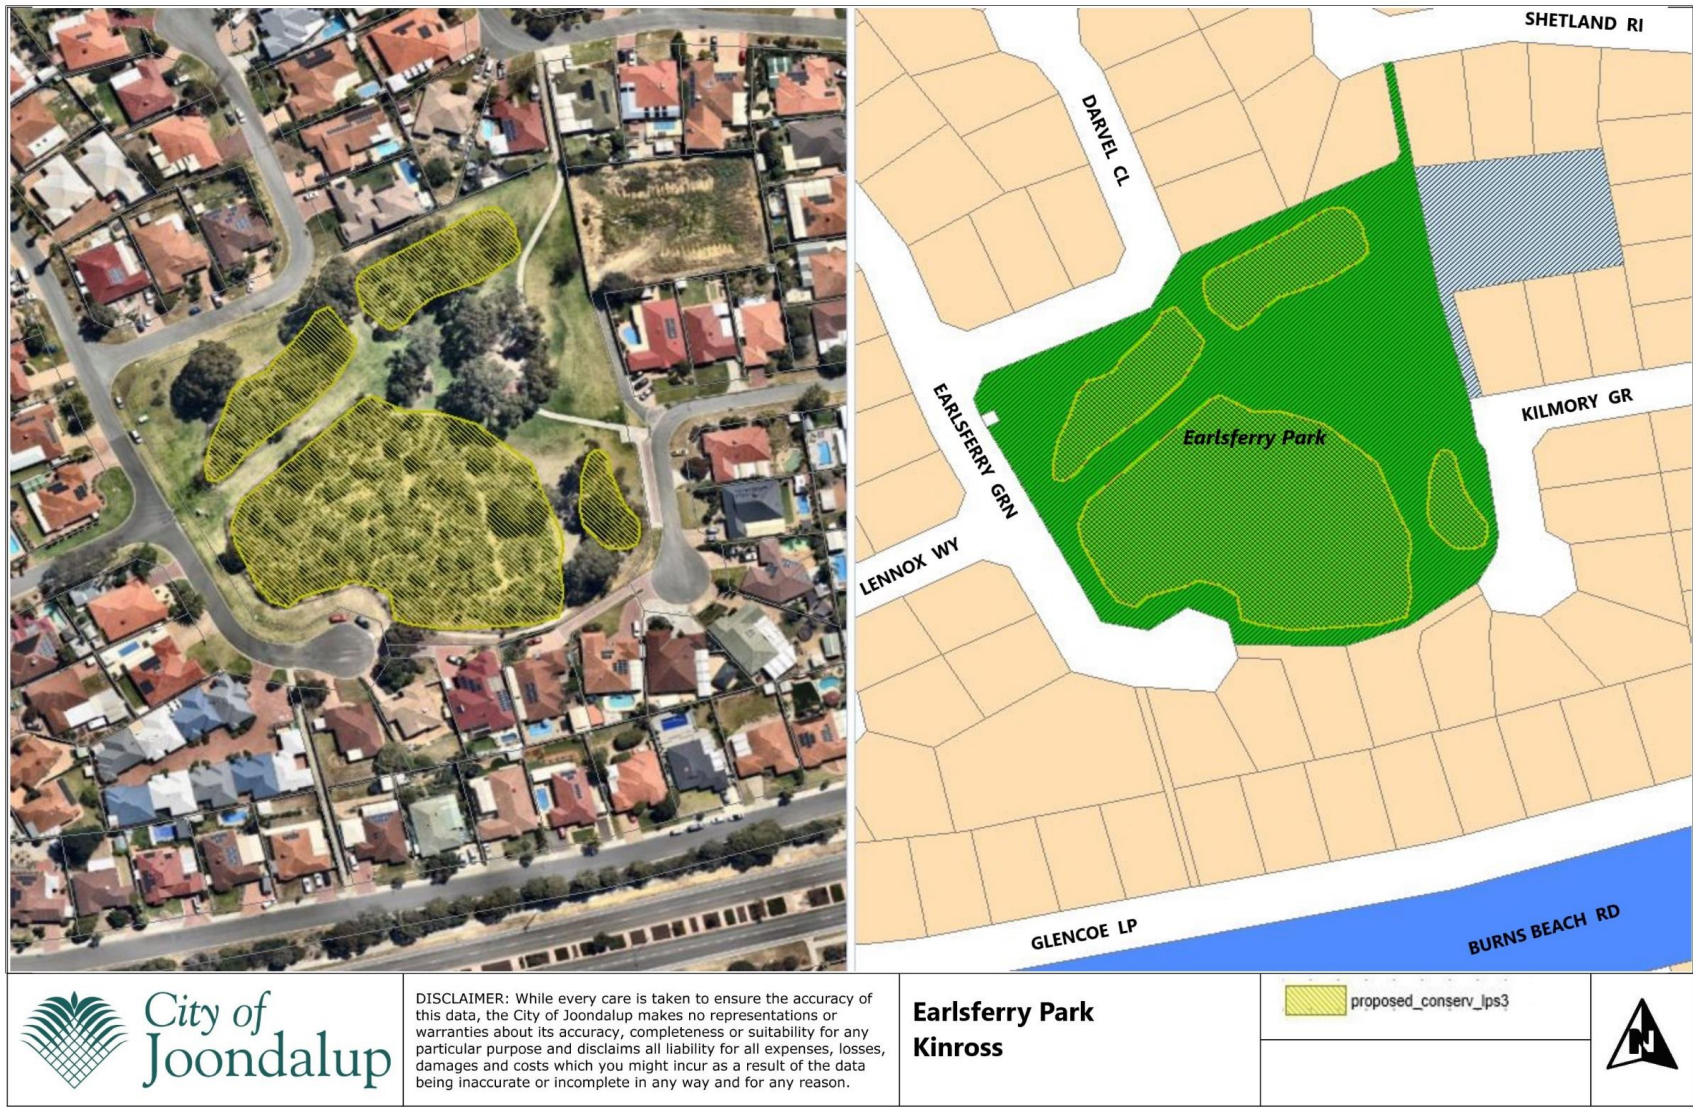 SHETLAND RI
DARVEL CL
EARLSFERRY GRN
KILMORY GR
Earlsferry Park
LENNOX WY
GLENCOE LP
BURNS BEACH RD
City of
Joondalup
DISCLAIMER: While every care is taken to ensure the accuracy of
this data, the City of Joondalup makes no representations or
warranties about its accuracy, completeness or suitability for any
particular purpose and disclaims all liability for all expenses, losses,
damages and costs which you might incur as a result of the data
being inaccurate or incomplete in any way and for any reason.
Earlsferry Park
Kinross
proposed_conserv_lps3
N